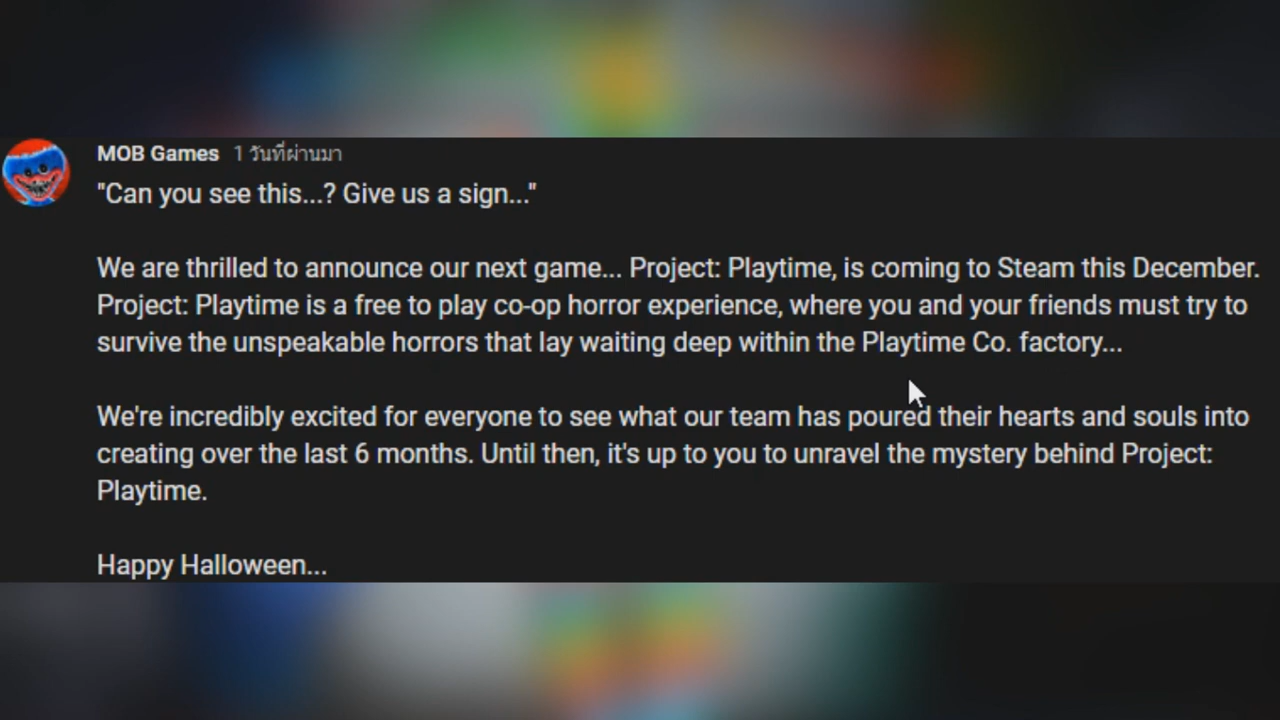 MOB Games 1 วันที่ผ่านมา
"Can you see this...? Give us a sign..."
We are thrilled to announce our next game... Project: Playtime, is coming to Steam this December.
Project: Playtime is a free to play co-op horror experience, where you and your friends must try to
survive the unspeakable horrors that lay waiting deep within the Playtime Co. factory...
We're incredibly excited for everyone to see what our team has poured their hearts and souls into
creating over the last 6 months. Until then, it's up to you to unravel the mystery behind Project:
Playtime.
Happy Halloween...